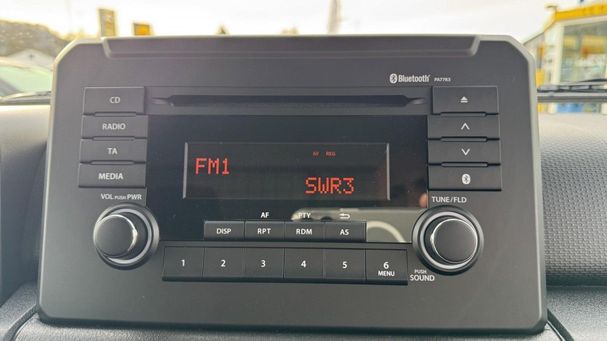 Bluetooth PA7783
CD
RADIO
TA
MEDIA
VOL PUSH PWR
AF REG
FM1
SWR3
AF PTY
DISP RPT RDM AS
1 2 3 4 5 6
MENU
TUNE/FLD
PUSH
SOUND